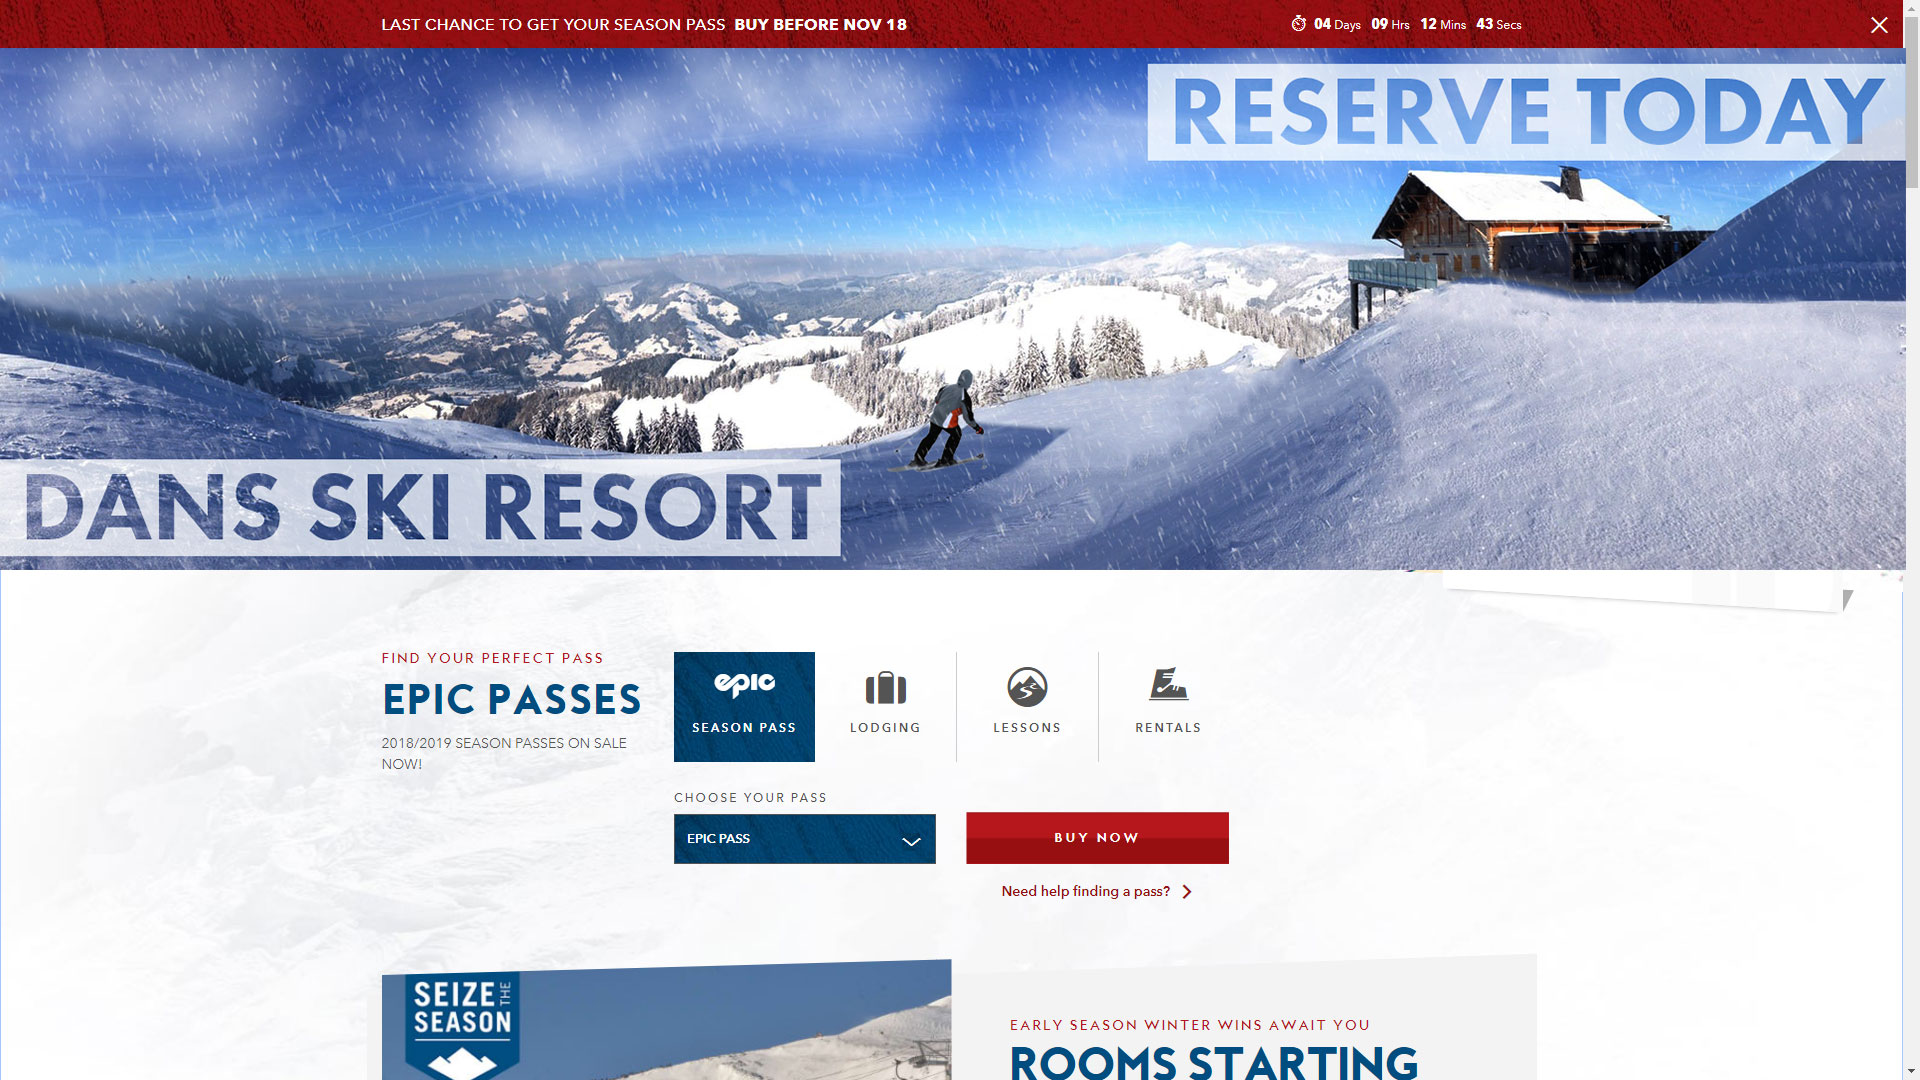 LAST CHANCE TO GET YOUR SEASON PASS BUY BEFORE NOV 18
04 Days 09 Hrs 12 Mins 43 Secs
RESERVE TODAY
DANS SKI RESORT
FIND YOUR PERFECT PASS
EPIC PASSES
2018/2019 SEASON PASSES ON SALE
NOW!
epic
SEASON PASS
LODGING
LESSONS
RENTALS
CHOOSE YOUR PASS
EPIC PASS
BUY NOW
Need help finding a pass?
SEIZE THE
SEASON
EARLY SEASON WINTER WINS AWAIT YOU
ROOMS STARTING